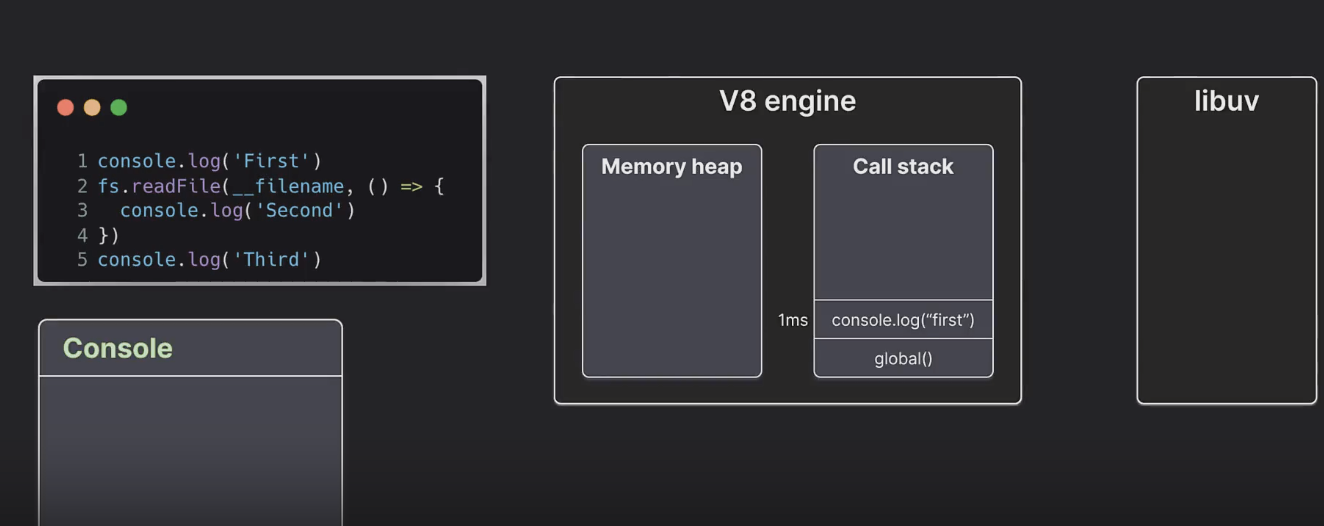 1 console.log('First')
2 fs.readFile(__filename, () => {
3   console.log('Second')
4 })
5 console.log('Third')
Console
V8 engine
Memory heap
Call stack
1ms
console.log(“first”)
global()
libuv